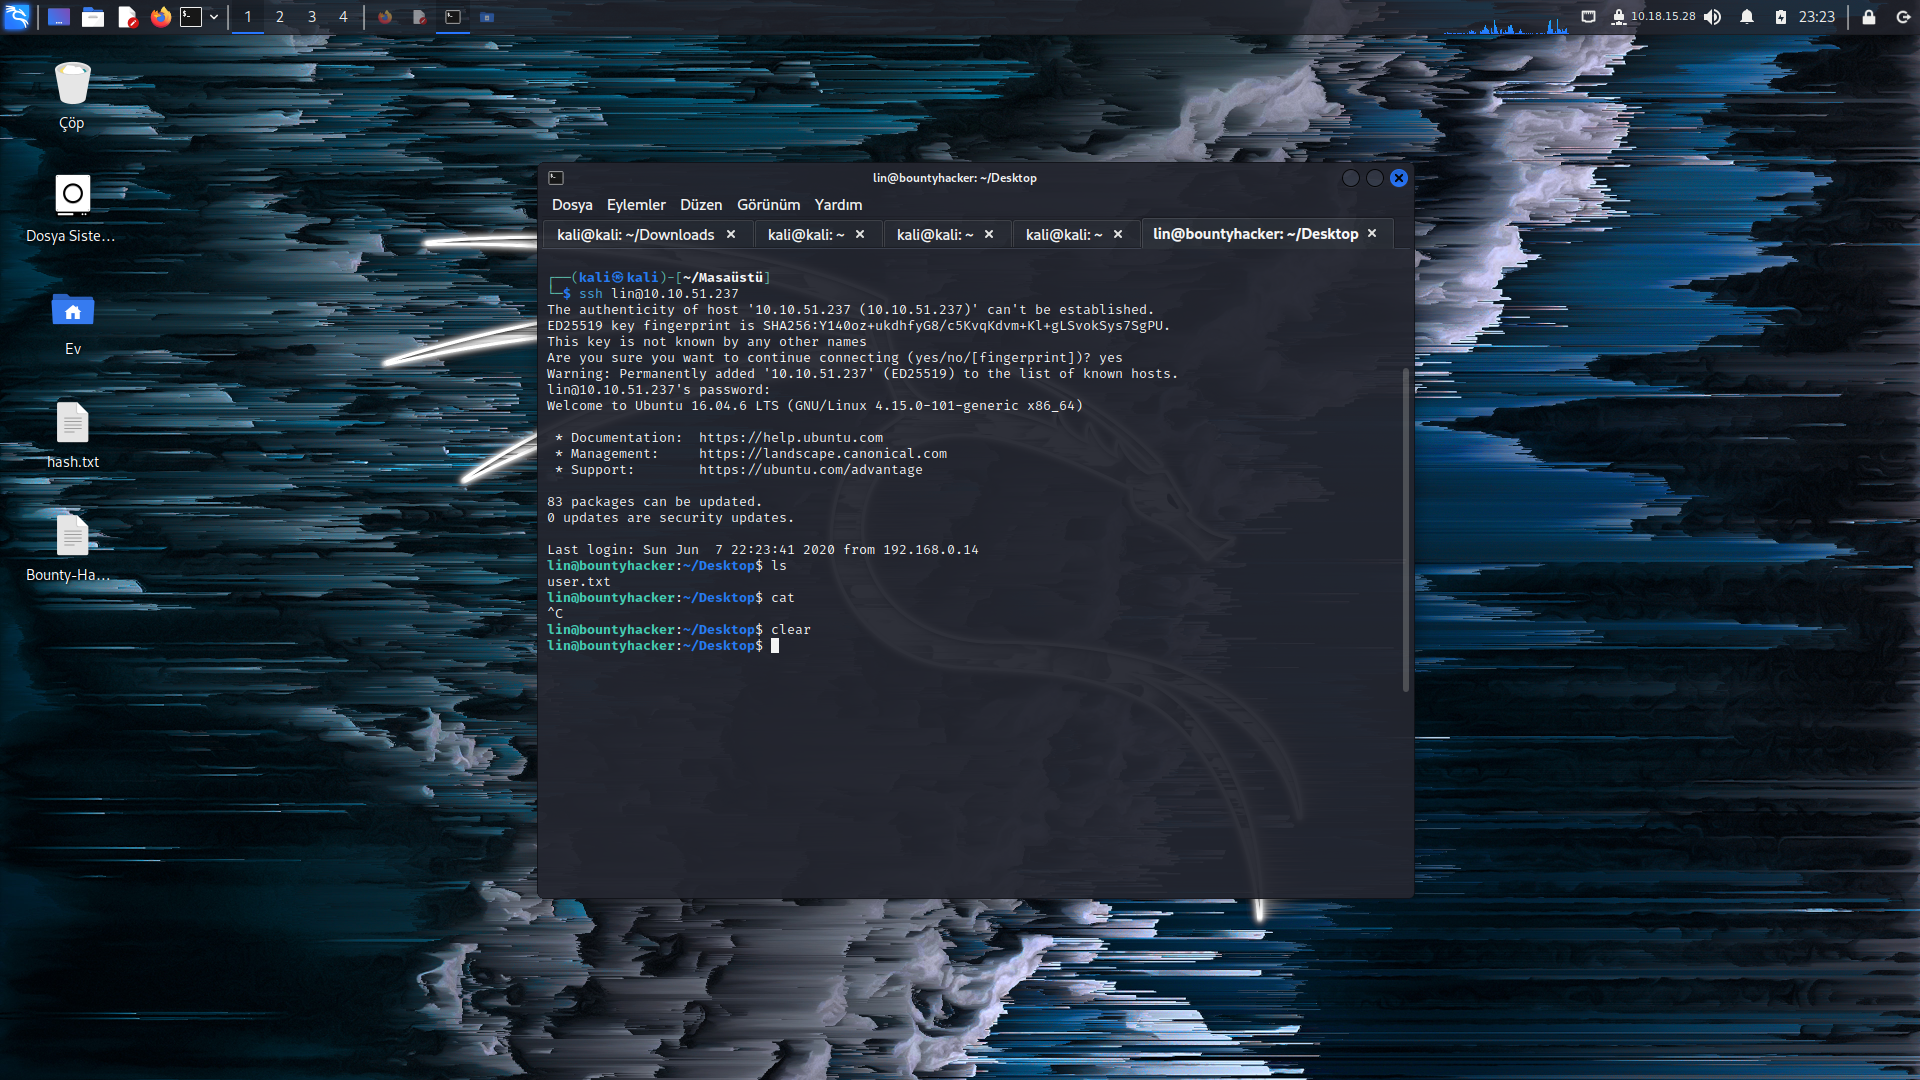 1 2 3 4
10.18.15.28
23:23
Çöp
Dosya Siste...
Ev
hash.txt
Bounty-Ha...
lin@bountyhacker: ~/Desktop
Dosya Eylemler Düzen Görünüm Yardım
kali@kali: ~/Downloads kali@kali: ~ kali@kali: ~ kali@kali: ~ lin@bountyhacker: ~/Desktop
┌──(kali㉿kali)-[~/Masaüstü]
└─$ ssh lin@10.10.51.237
The authenticity of host '10.10.51.237 (10.10.51.237)' can't be established.
ED25519 key fingerprint is SHA256:Y140oz+ukdhfyG8/c5KvqKdvm+Kl+gLSvokSys7SgPU.
This key is not known by any other names
Are you sure you want to continue connecting (yes/no/[fingerprint])? yes
Warning: Permanently added '10.10.51.237' (ED25519) to the list of known hosts.
lin@10.10.51.237's password:
Welcome to Ubuntu 16.04.6 LTS (GNU/Linux 4.15.0-101-generic x86_64)
* Documentation:  https://help.ubuntu.com
* Management:     https://landscape.canonical.com
* Support:        https://ubuntu.com/advantage
83 packages can be updated.
0 updates are security updates.
Last login: Sun Jun  7 22:23:41 2020 from 192.168.0.14
lin@bountyhacker:~/Desktop$ ls
user.txt
lin@bountyhacker:~/Desktop$ cat
^C
lin@bountyhacker:~/Desktop$ clear
lin@bountyhacker:~/Desktop$